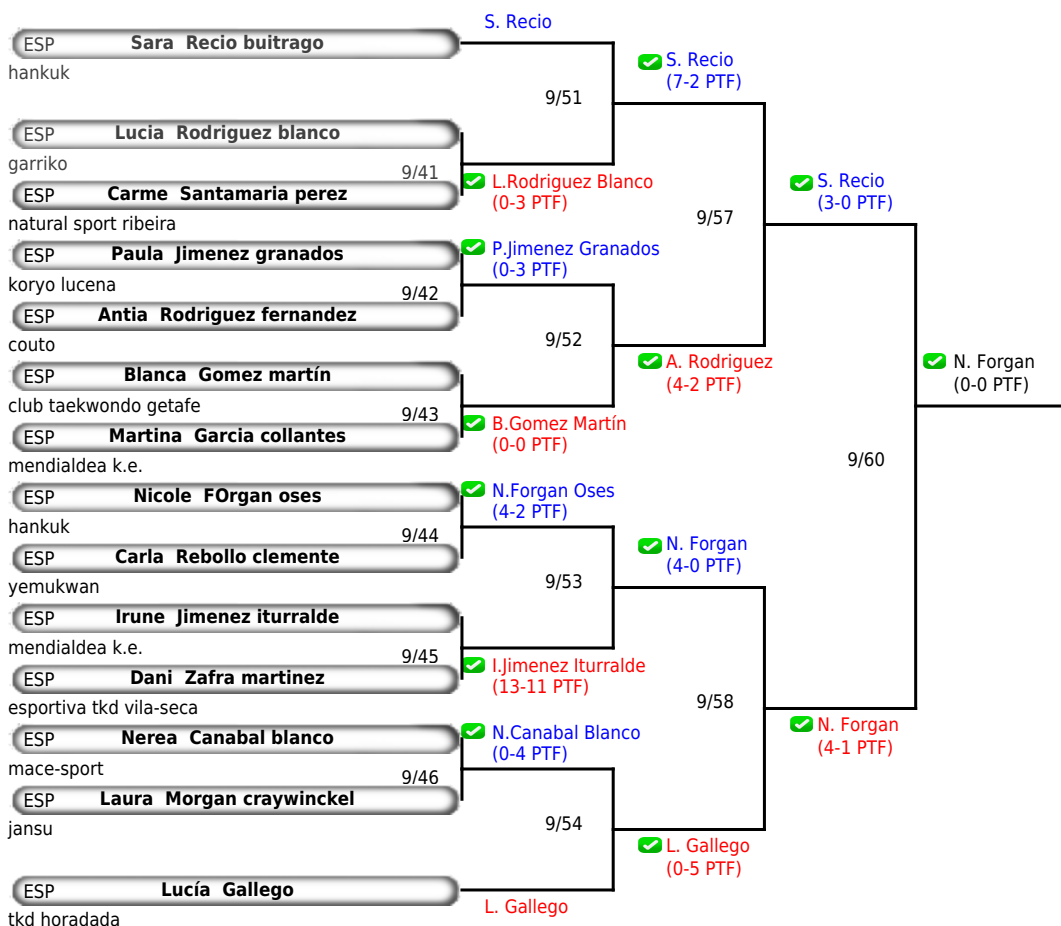 S. Recio
ESP Sara Recio buitrago
hankuk
S. Recio
(7-2 PTF)
9/51
ESP Lucia Rodriguez blanco
garriko
9/41
L.Rodriguez Blanco
(0-3 PTF)
ESP Carme Santamaria perez
natural sport ribeira
S. Recio
(3-0 PTF)
9/57
ESP Paula Jimenez granados
koryo lucena
P.Jimenez Granados
(0-3 PTF)
9/42
ESP Antia Rodriguez fernandez
couto
9/52
A. Rodriguez
(4-2 PTF)
N. Forgan
(0-0 PTF)
ESP Blanca Gomez martín
club taekwondo getafe
9/43
B.Gomez Martín
(0-0 PTF)
ESP Martina Garcia collantes
mendialdea k.e.
9/60
ESP Nicole FOrgan oses
hankuk
N.Forgan Oses
(4-2 PTF)
9/44
ESP Carla Rebollo clemente
yemukwan
N. Forgan
(4-0 PTF)
9/53
ESP Irune Jimenez iturralde
mendialdea k.e.
9/45
I.Jimenez Iturralde
(13-11 PTF)
ESP Dani Zafra martinez
esportiva tkd vila-seca
9/58
N. Forgan
(4-1 PTF)
ESP Nerea Canabal blanco
mace-sport
N.Canabal Blanco
(0-4 PTF)
9/46
ESP Laura Morgan craywinckel
jansu
9/54
L. Gallego
(0-5 PTF)
ESP Lucía Gallego
tkd horadada
L. Gallego